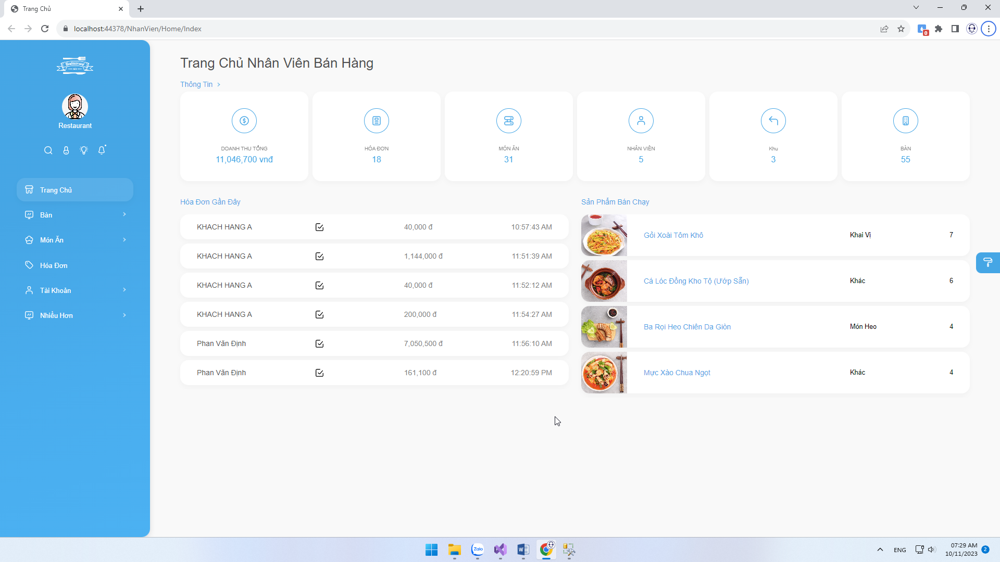 Trang Chủ
localhost:44378/NhanVien/Home/Index
0
Restaurant
Restaurant
Trang Chủ
Bàn
Món Ăn
Hóa Đơn
Tài Khoản
Nhiều Hơn
Trang Chủ Nhân Viên Bán Hàng
Thông Tin
DOANH THU TỔNG
11,046,700 vnđ
HÓA ĐƠN
18
MÓN ĂN
31
NHÂN VIÊN
5
Khu
3
BÀN
55
Hóa Đơn Gần Đây
KHACH HANG A 40,000 đ 10:57:43 AM
KHACH HANG A 1,144,000 đ 11:51:39 AM
KHACH HANG A 40,000 đ 11:52:12 AM
KHACH HANG A 200,000 đ 11:54:27 AM
Phan Văn Định 7,050,500 đ 11:56:10 AM
Phan Văn Định 161,100 đ 12:20:59 PM
Sản Phẩm Bán Chạy
Gỏi Xoài Tôm Khô Khai Vị 7
Cá Lóc Đồng Kho Tộ (Ướp Sẵn) Khác 6
Ba Rọi Heo Chiên Da Giòn Món Heo 4
Mực Xào Chua Ngọt Khác 4
Zalo
ENG
07:29 AM
10/11/2023
2